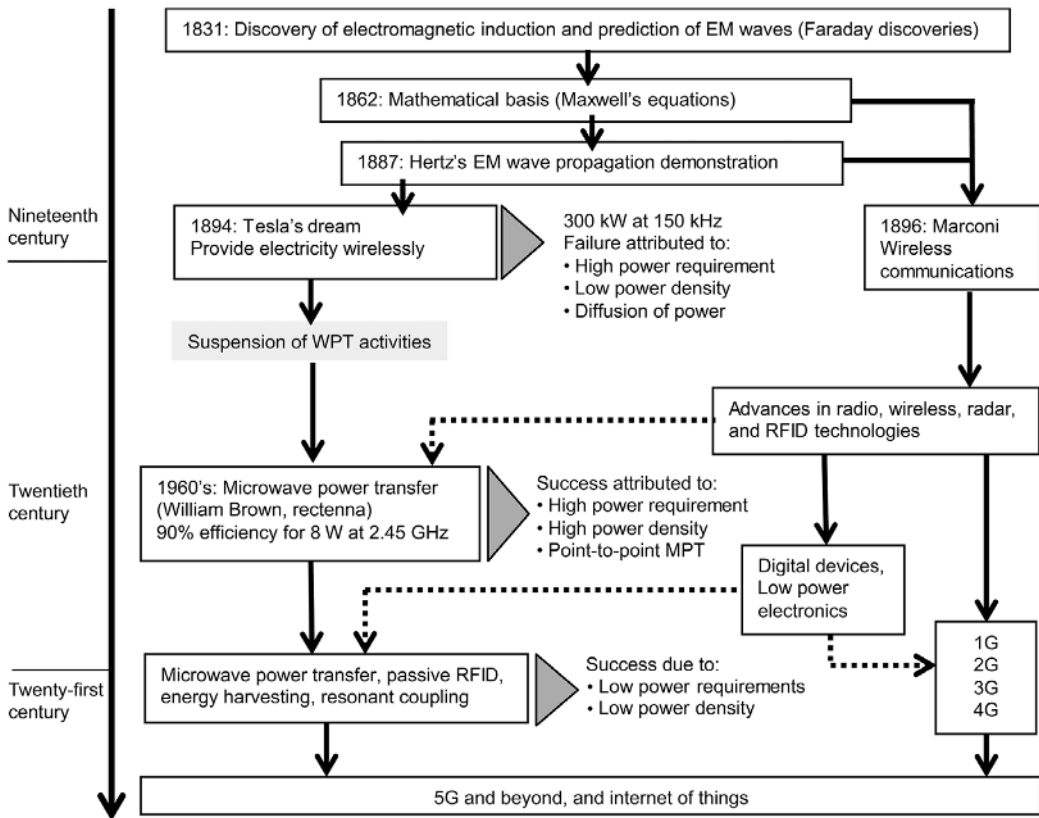 1831: Discovery of electromagnetic induction and prediction of EM waves (Faraday discoveries)
1862: Mathematical basis (Maxwell's equations)
1887: Hertz's EM wave propagation demonstration
Nineteenth
century
1894: Tesla's dream
Provide electricity wirelessly
300 kW at 150 kHz
Failure attributed to:
• High power requirement
• Low power density
• Diffusion of power
1896: Marconi
Wireless
communications
Suspension of WPT activities
Advances in radio, wireless, radar,
and RFID technologies
Twentieth
century
1960's: Microwave power transfer
(William Brown, rectenna)
90% efficiency for 8 W at 2.45 GHz
Success attributed to:
• High power requirement
• High power density
• Point-to-point MPT
Digital devices,
Low power
electronics
1G
2G
3G
4G
Twenty-first
century
Microwave power transfer, passive RFID,
energy harvesting, resonant coupling
Success due to:
• Low power requirements
• Low power density
5G and beyond, and internet of things